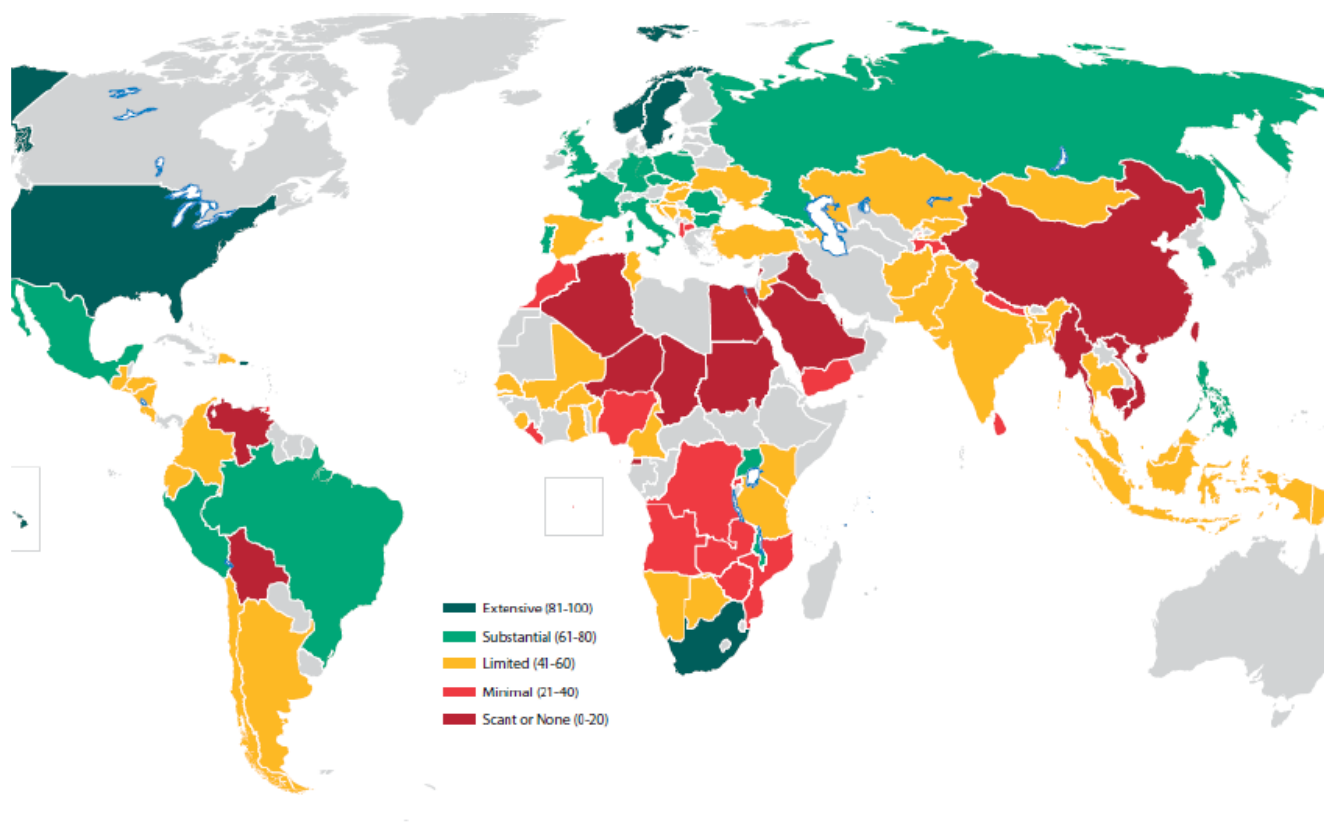 Extensive (81-100)
Substantial (61-80)
Limited (41-60)
Minimal (21-40)
Scant or None (0-20)